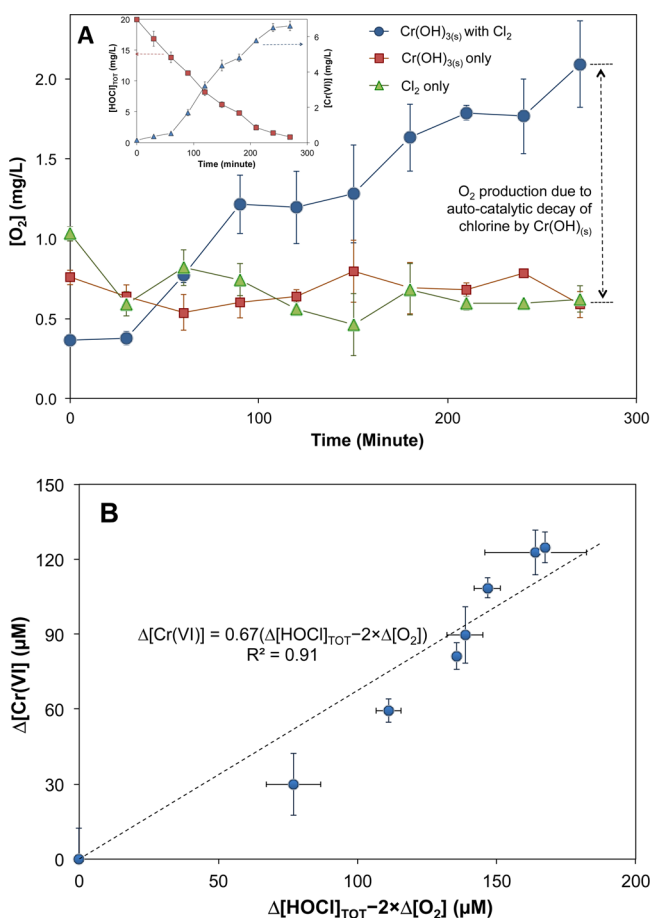 A
Cr(OH)3(s) with Cl2
Cr(OH)3(s) only
Cl2 only
[O2] (mg/L)
2.0
1.5
1.0
0.5
0.0
0
100
200
300
Time (Minute)
[HOCl]TOT (mg/L)
20
15
10
5
0
[Cr(VI)] (mg/L)
6
4
2
0
0
100
200
300
Time (minute)
O2 production due to
auto-catalytic decay of
chlorine by Cr(OH)(s)
B
Δ[Cr(VI)] (µM)
150
120
90
60
30
0
Δ[Cr(VI)] = 0.67(Δ[HOCl]TOT−2×Δ[O2])
R² = 0.91
0
50
100
150
200
Δ[HOCl]TOT−2×Δ[O2] (µM)